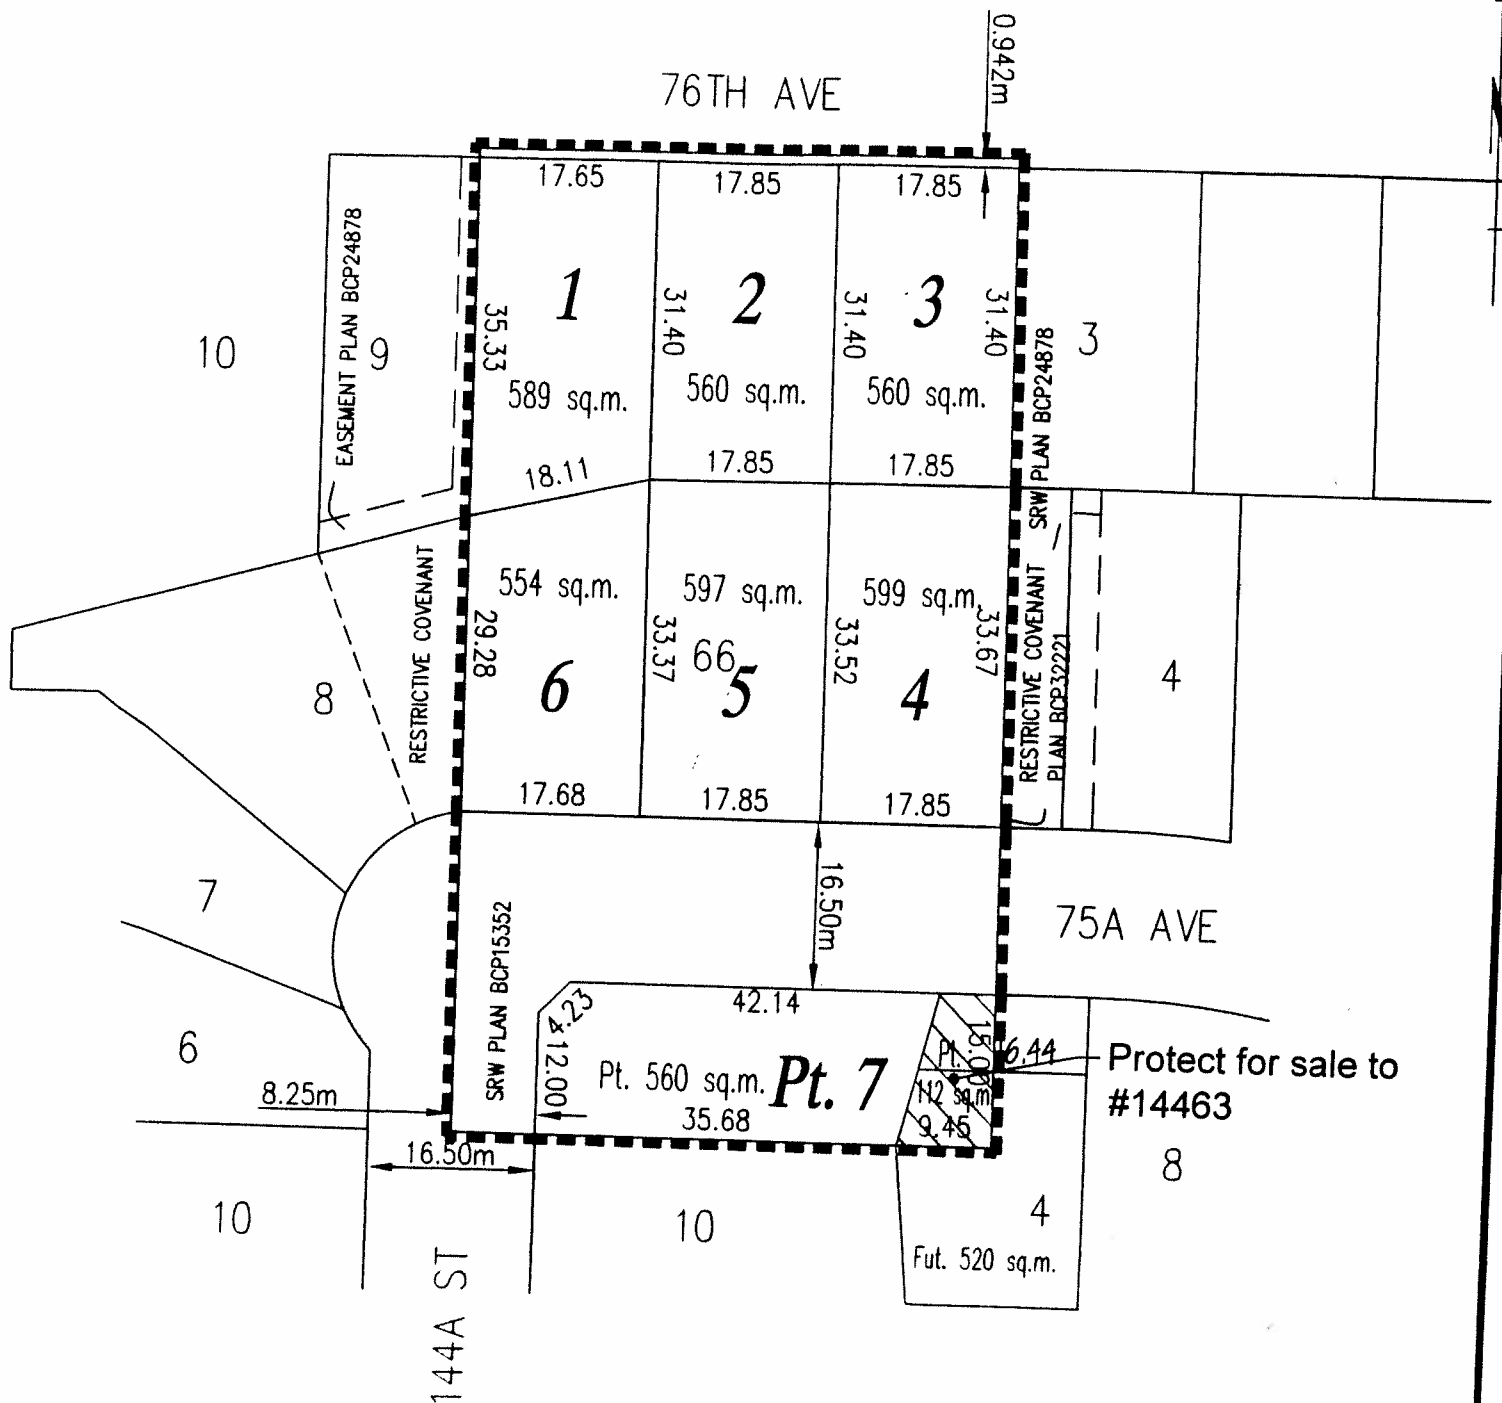 0.942m
76TH AVE
17.65
17.85
17.85
EASEMENT PLAN BCP24878
10
9
35.33
1
589 sq.m.
31.40
2
560 sq.m.
31.40
3
560 sq.m.
31.40
SRW PLAN BCP24878
3
18.11
17.85
17.85
RESTRICTIVE COVENANT
8
29.28
554 sq.m.
6
17.68
33.37
597 sq.m.
66
5
17.85
33.52
599 sq.m.
4
17.85
33.67
RESTRICTIVE COVENANT
PLAN BCP32221
4
7
16.50m
75A AVE
SRW PLAN BCP15352
6
8.25m
16.50m
4.23
12.00
42.14
Pt. 560 sq.m.
Pt. 7
35.68
Pt.
15.00
6.44
112 sq.m
9.45
Protect for sale to
#14463
8
10
10
4
Fut. 520 sq.m.
144A ST